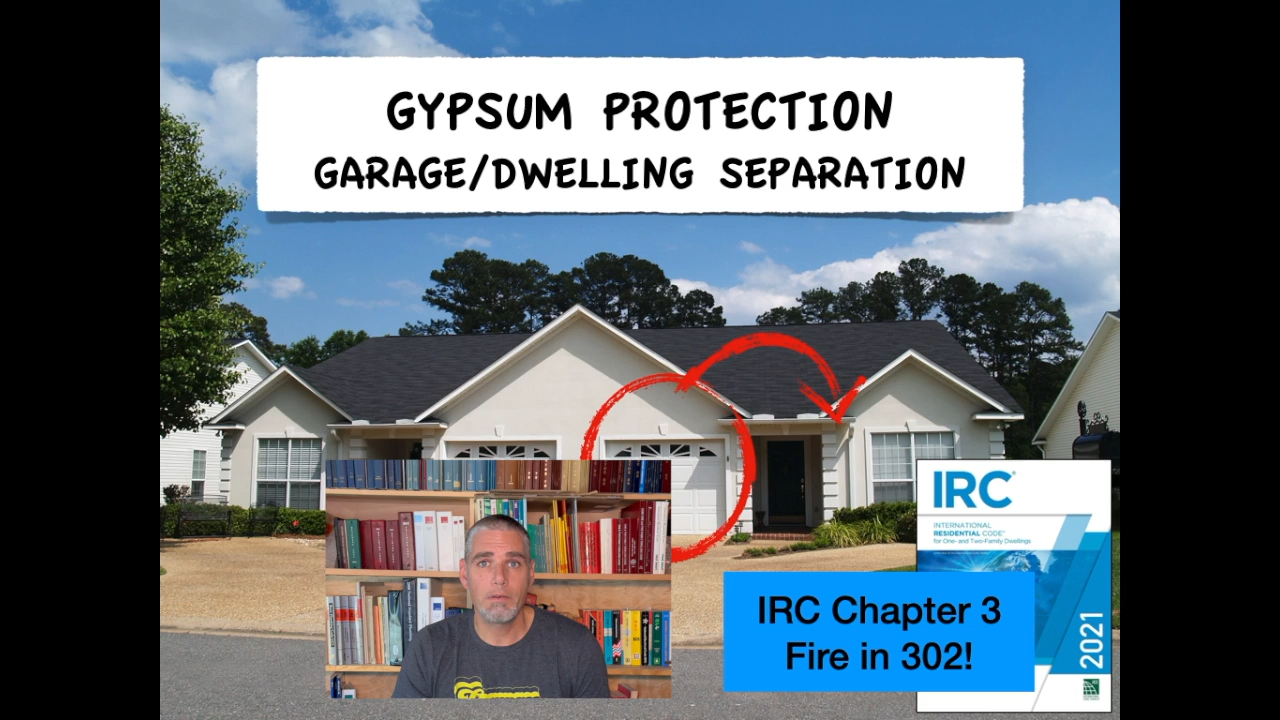 GYPSUM PROTECTION
GARAGE/DWELLING SEPARATION
IRC®
INTERNATIONAL
RESIDENTIAL CODE®
for One- and Two-Family Dwellings
IRC Chapter 3
Fire in 302!
2021